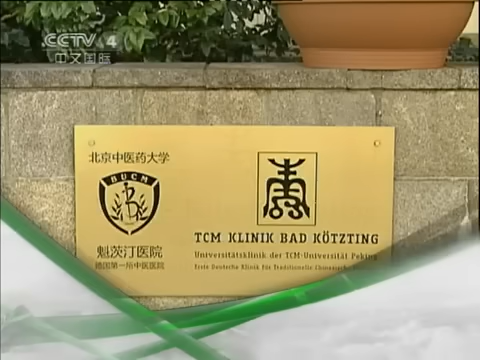 CCTV 4
中文国际
北京中医药大学
BUCM
魁茨汀医院
德国第一所中医医院
TCM KLINIK BAD KÖTZTING
Universitätsklinik der TCM-Universität Peking
Erste Deutsche Klinik für Traditionelle Chinesische